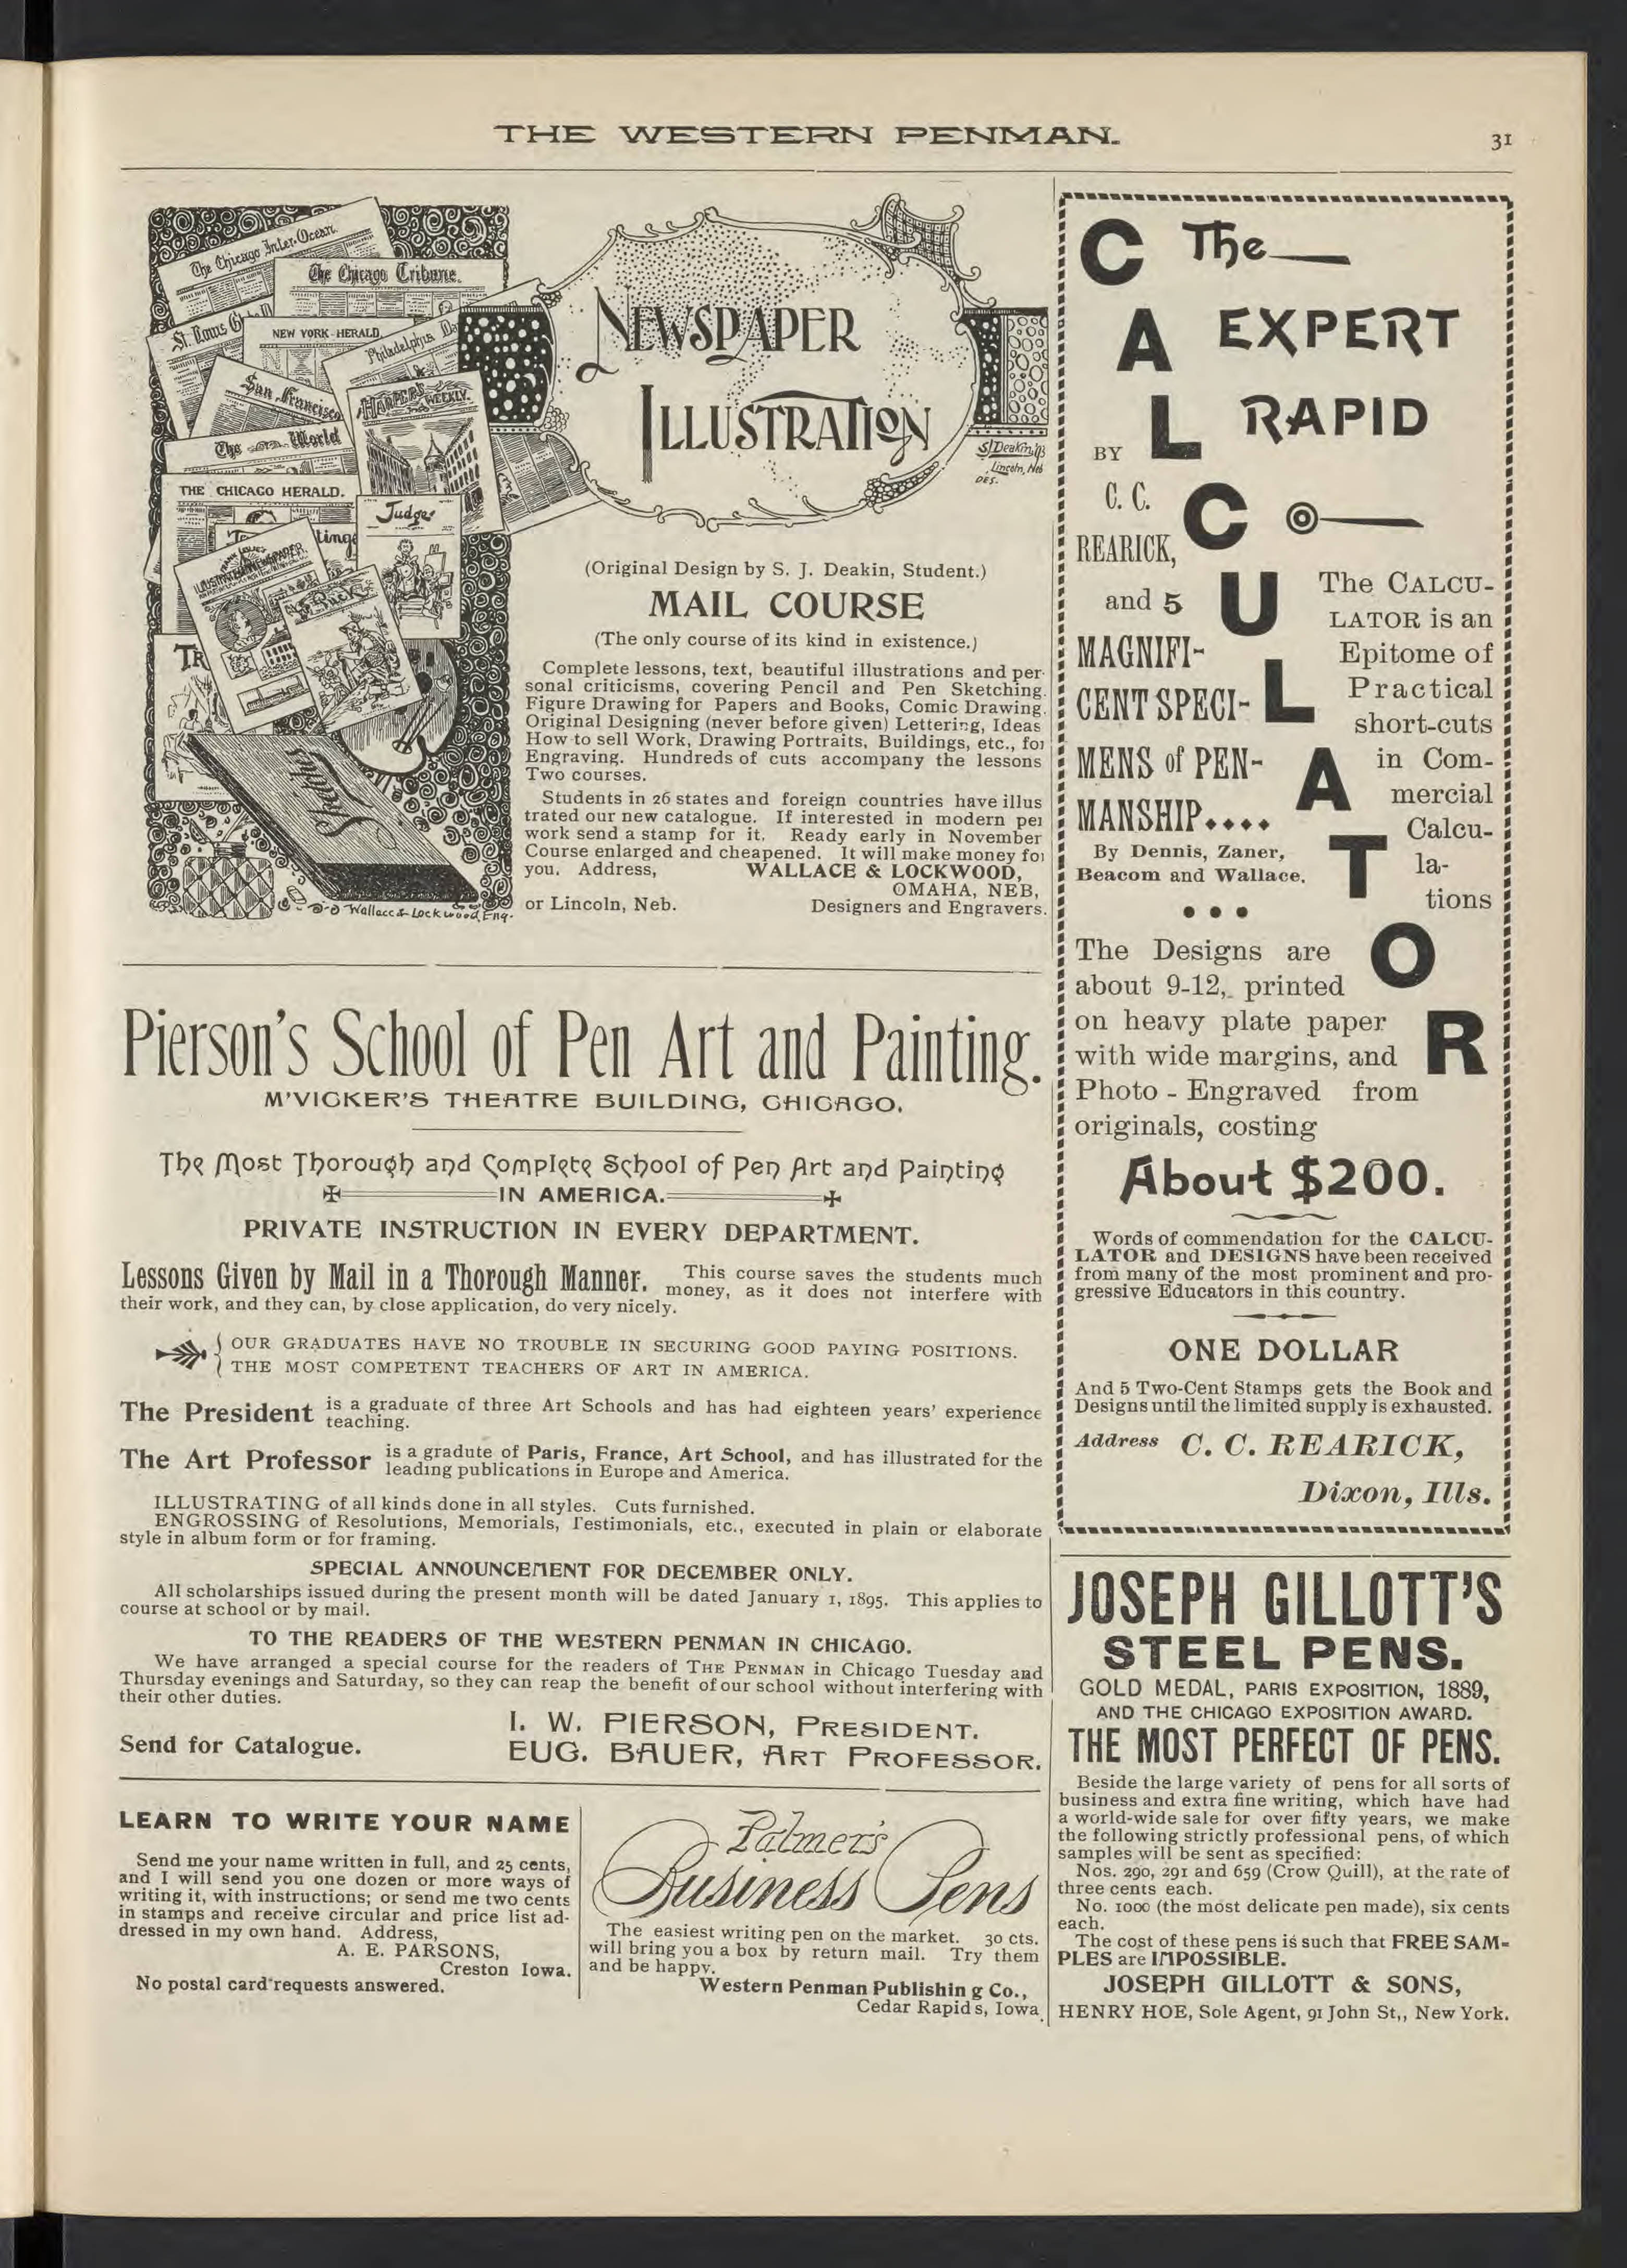 THE WESTERN PENMAN.
31
The Chicago Inter-Ocean.
The Chicago Tribune.
NEW YORK HERALD.
Philadelphia
San Francisco
HARPER'S WEEKLY.
The World
THE CHICAGO HERALD.
Judge
ILLUSTRATED NEWSPAPER.
Puck
Studies
Wallace & Lockwood, Eng.
NEWSPAPER
ILLUSTRATION
S.J. Deakin,
Lincoln, Neb
DES.
(Original Design by S. J. Deakin, Student.)
MAIL COURSE
(The only course of its kind in existence.)
Complete lessons, text, beautiful illustrations and per-
sonal criticisms, covering Pencil and Pen Sketching.
Figure Drawing for Papers and Books, Comic Drawing.
Original Designing (never before given) Lettering, Ideas
How to sell Work, Drawing Portraits, Buildings, etc., for
Engraving. Hundreds of cuts accompany the lessons
Two courses.
Students in 26 states and foreign countries have illus
trated our new catalogue. If interested in modern pen
work send a stamp for it. Ready early in November
Course enlarged and cheapened. It will make money for
you. Address, WALLACE & LOCKWOOD,
OMAHA, NEB,
or Lincoln, Neb. Designers and Engravers.
Pierson's School of Pen Art and Painting.
M'VICKER'S THEATRE BUILDING, CHICAGO.
The Most Thorough and Complete School of Pen Art and Painting
IN AMERICA.
PRIVATE INSTRUCTION IN EVERY DEPARTMENT.
Lessons Given by Mail in a Thorough Manner. This course saves the students much
money, as it does not interfere with
their work, and they can, by close application, do very nicely.
OUR GRADUATES HAVE NO TROUBLE IN SECURING GOOD PAYING POSITIONS.
THE MOST COMPETENT TEACHERS OF ART IN AMERICA.
The President is a graduate of three Art Schools and has had eighteen years' experience
teaching.
The Art Professor is a gradute of Paris, France, Art School, and has illustrated for the
leading publications in Europe and America.
ILLUSTRATING of all kinds done in all styles. Cuts furnished.
ENGROSSING of Resolutions, Memorials, Testimonials, etc., executed in plain or elaborate
style in album form or for framing.
SPECIAL ANNOUNCEMENT FOR DECEMBER ONLY.
All scholarships issued during the present month will be dated January 1, 1895. This applies to
course at school or by mail.
TO THE READERS OF THE WESTERN PENMAN IN CHICAGO.
We have arranged a special course for the readers of THE PENMAN in Chicago Tuesday and
Thursday evenings and Saturday, so they can reap the benefit of our school without interfering with
their other duties.
I. W. PIERSON, PRESIDENT.
Send for Catalogue.
EUG. BAUER, ART PROFESSOR.
LEARN TO WRITE YOUR NAME
Send me your name written in full, and 25 cents,
and I will send you one dozen or more ways of
writing it, with instructions; or send me two cents
in stamps and receive circular and price list ad-
dressed in my own hand. Address,
A. E. PARSONS,
Creston Iowa.
No postal card requests answered.
Palmer's
Business Pens
The easiest writing pen on the market. 30 cts.
will bring you a box by return mail. Try them
and be happy.
Western Penman Publishing Co.,
Cedar Rapids, Iowa.
The
EXPERT
RAPID
CALCULATOR
BY
C. C.
REARICK,
and 5
MAGNIFI-
CENT SPECI-
MENS of PEN-
MANSHIP....
By Dennis, Zaner,
Beacom and Wallace.
The CALCU-
LATOR is an
Epitome of
Practical
short-cuts
in Com-
mercial
Calcu-
la-
tions
The Designs are
about 9-12, printed
on heavy plate paper
with wide margins, and
Photo - Engraved from
originals, costing
About $200.
Words of commendation for the CALCU-
LATOR and DESIGNS have been received
from many of the most prominent and pro-
gressive Educators in this country.
ONE DOLLAR
And 5 Two-Cent Stamps gets the Book and
Designs until the limited supply is exhausted.
Address C. C. REARICK,
Dixon, Ills.
JOSEPH GILLOTT'S
STEEL PENS.
GOLD MEDAL, PARIS EXPOSITION, 1889,
AND THE CHICAGO EXPOSITION AWARD.
THE MOST PERFECT OF PENS.
Beside the large variety of pens for all sorts of
business and extra fine writing, which have had
a world-wide sale for over fifty years, we make
the following strictly professional pens, of which
samples will be sent as specified:
Nos. 290, 291 and 659 (Crow Quill), at the rate of
three cents each.
No. 1000 (the most delicate pen made), six cents
each.
The cost of these pens is such that FREE SAM-
PLES are IMPOSSIBLE.
JOSEPH GILLOTT & SONS,
HENRY HOE, Sole Agent, 91 John St,, New York.